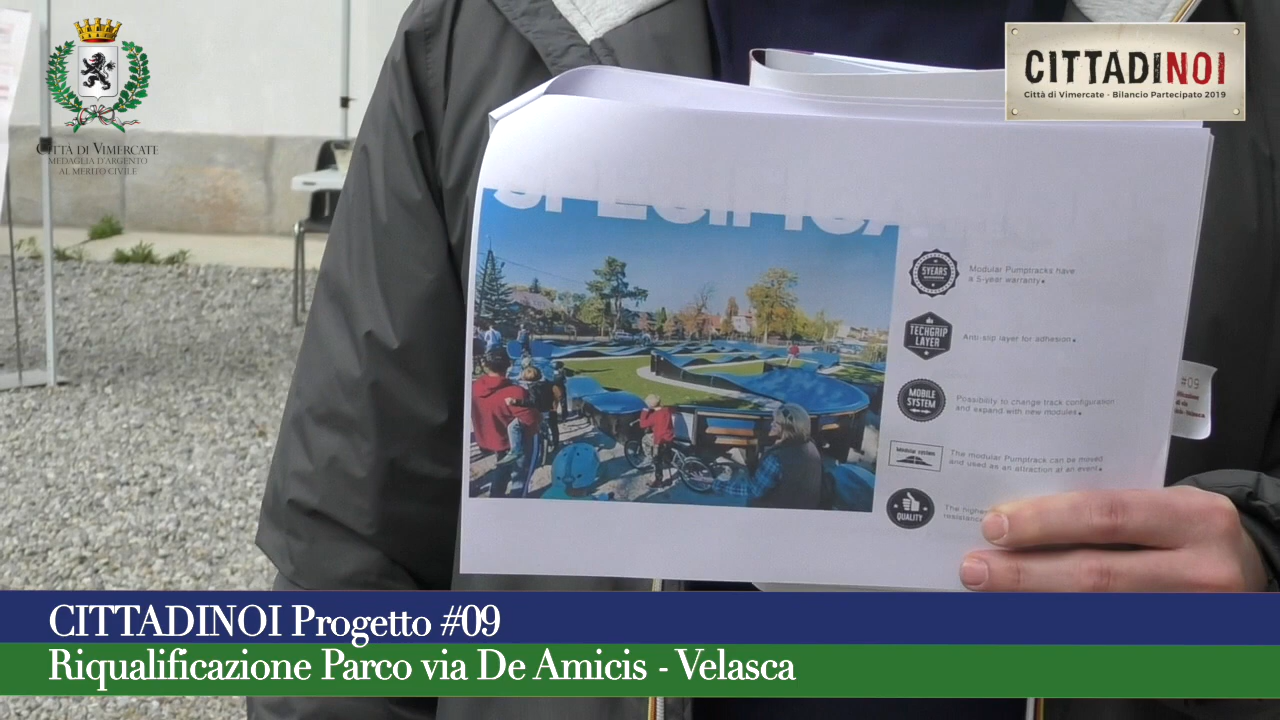 CITTÀ DI VIMERCATE
MEDAGLIA D'ARGENTO
AL MERITO CIVILE
CITTADINOI
Città di Vimercate - Bilancio Partecipato 2019
5YEARS
Modular Pumptracks have
a 5-year warranty.
TECHGRIP
LAYER
Anti slip layer for adhesion.
MOBILE
SYSTEM
Possibility to change track configuration
and expand with new modules.
The modular Pumptrack can be moved
and used as an attraction at an event.
QUALITY
The
resistance
#09
Velasca
CITTADINOI Progetto #09
Riqualificazione Parco via De Amicis - Velasca